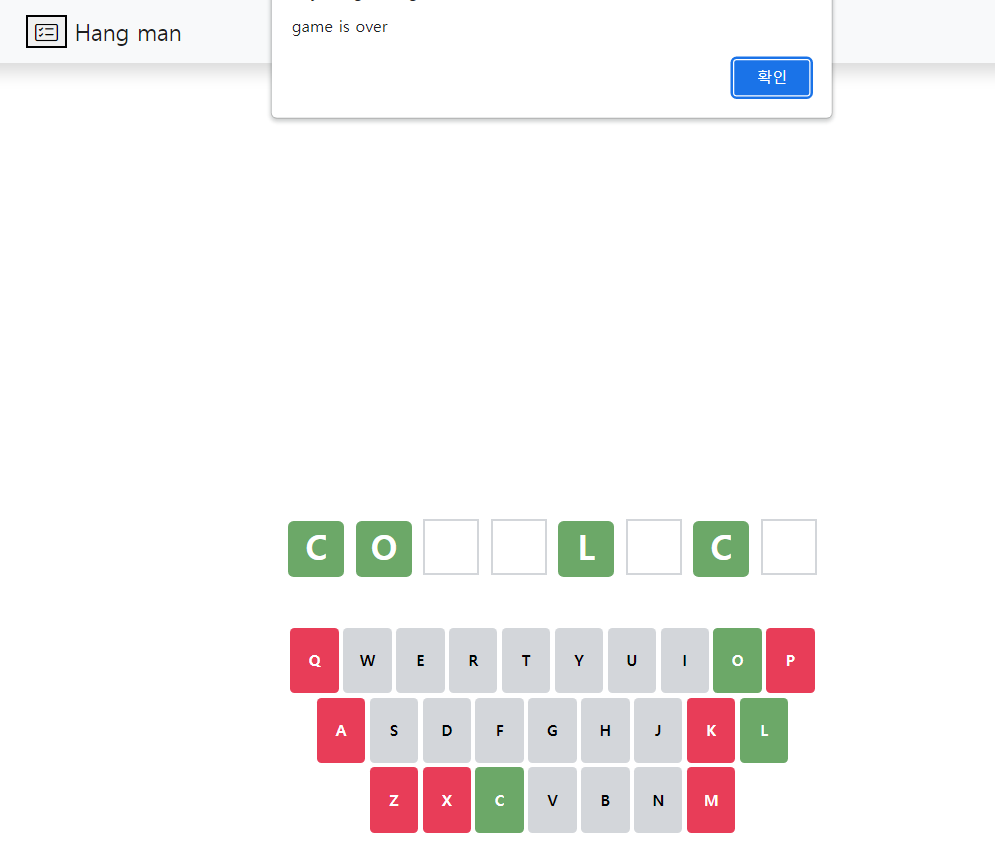 Hang man
game is over
확인
C O L C
Q W E R T Y U I O P
A S D F G H J K L
Z X C V B N M